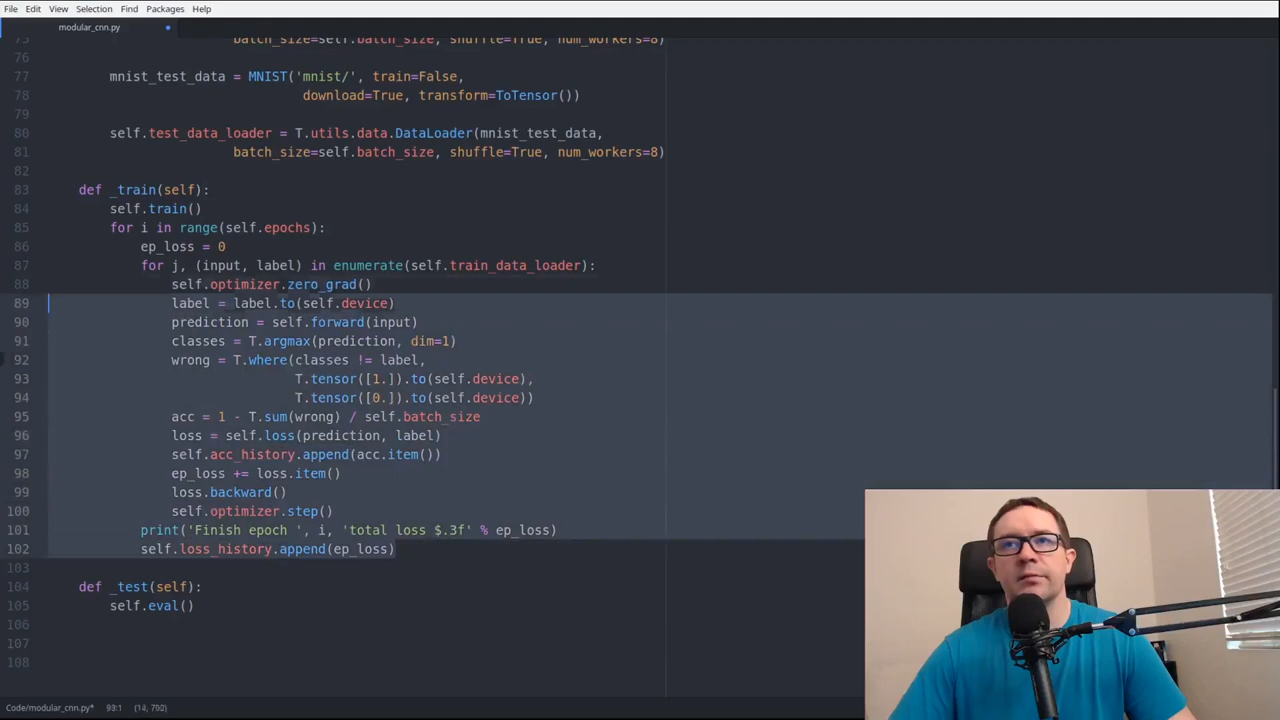 File Edit View Selection Find Packages Help
modular_cnn.py
75 batch_size=self.batch_size, shuffle=True, num_workers=8)
76
77 mnist_test_data = MNIST('mnist/', train=False,
78 download=True, transform=ToTensor())
79
80 self.test_data_loader = T.utils.data.DataLoader(mnist_test_data,
81 batch_size=self.batch_size, shuffle=True, num_workers=8)
82
83 def _train(self):
84 self.train()
85 for i in range(self.epochs):
86 ep_loss = 0
87 for j, (input, label) in enumerate(self.train_data_loader):
88 self.optimizer.zero_grad()
89 label = label.to(self.device)
90 prediction = self.forward(input)
91 classes = T.argmax(prediction, dim=1)
92 wrong = T.where(classes != label,
93 T.tensor([1.]).to(self.device),
94 T.tensor([0.]).to(self.device))
95 acc = 1 - T.sum(wrong) / self.batch_size
96 loss = self.loss(prediction, label)
97 self.acc_history.append(acc.item())
98 ep_loss += loss.item()
99 loss.backward()
100 self.optimizer.step()
101 print('Finish epoch ', i, 'total loss $.3f' % ep_loss)
102 self.loss_history.append(ep_loss)
103
104 def _test(self):
105 self.eval()
106
107
108
Code/modular_cnn.py* 93:1 (14, 750)